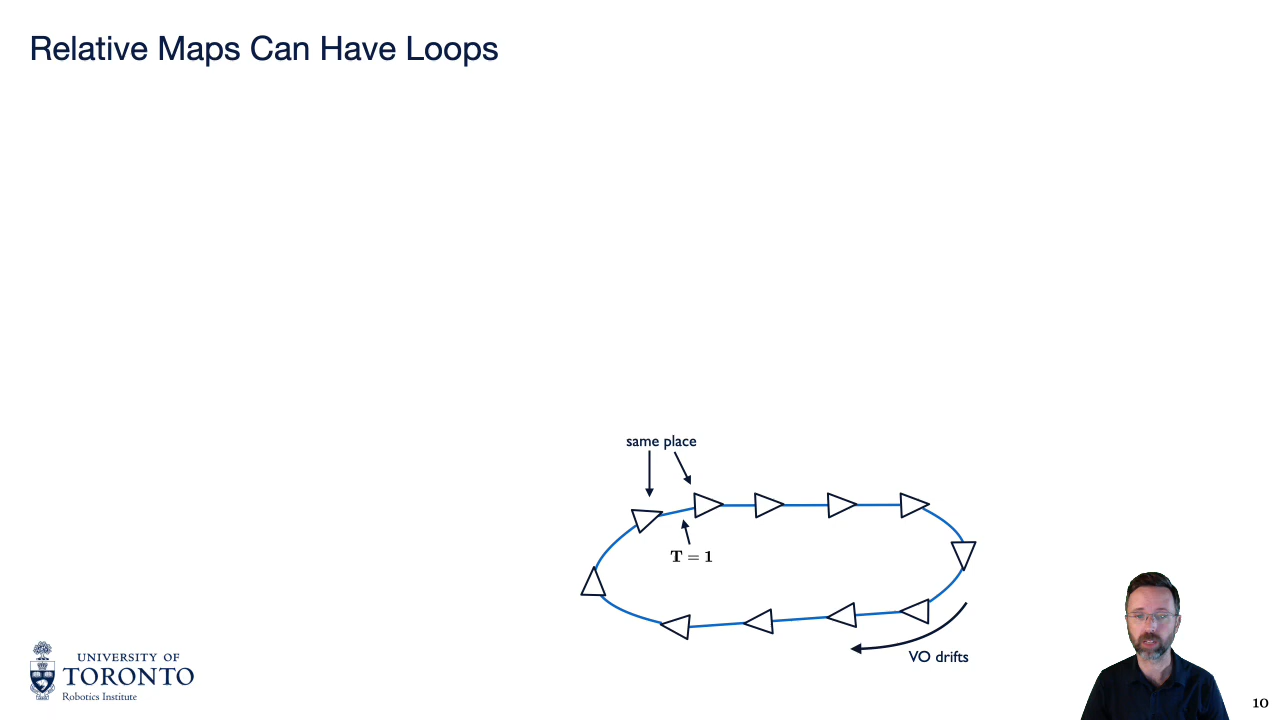 Relative Maps Can Have Loops
same place
T = 1
VO drifts
UNIVERSITY OF
TORONTO
Robotics Institute
10